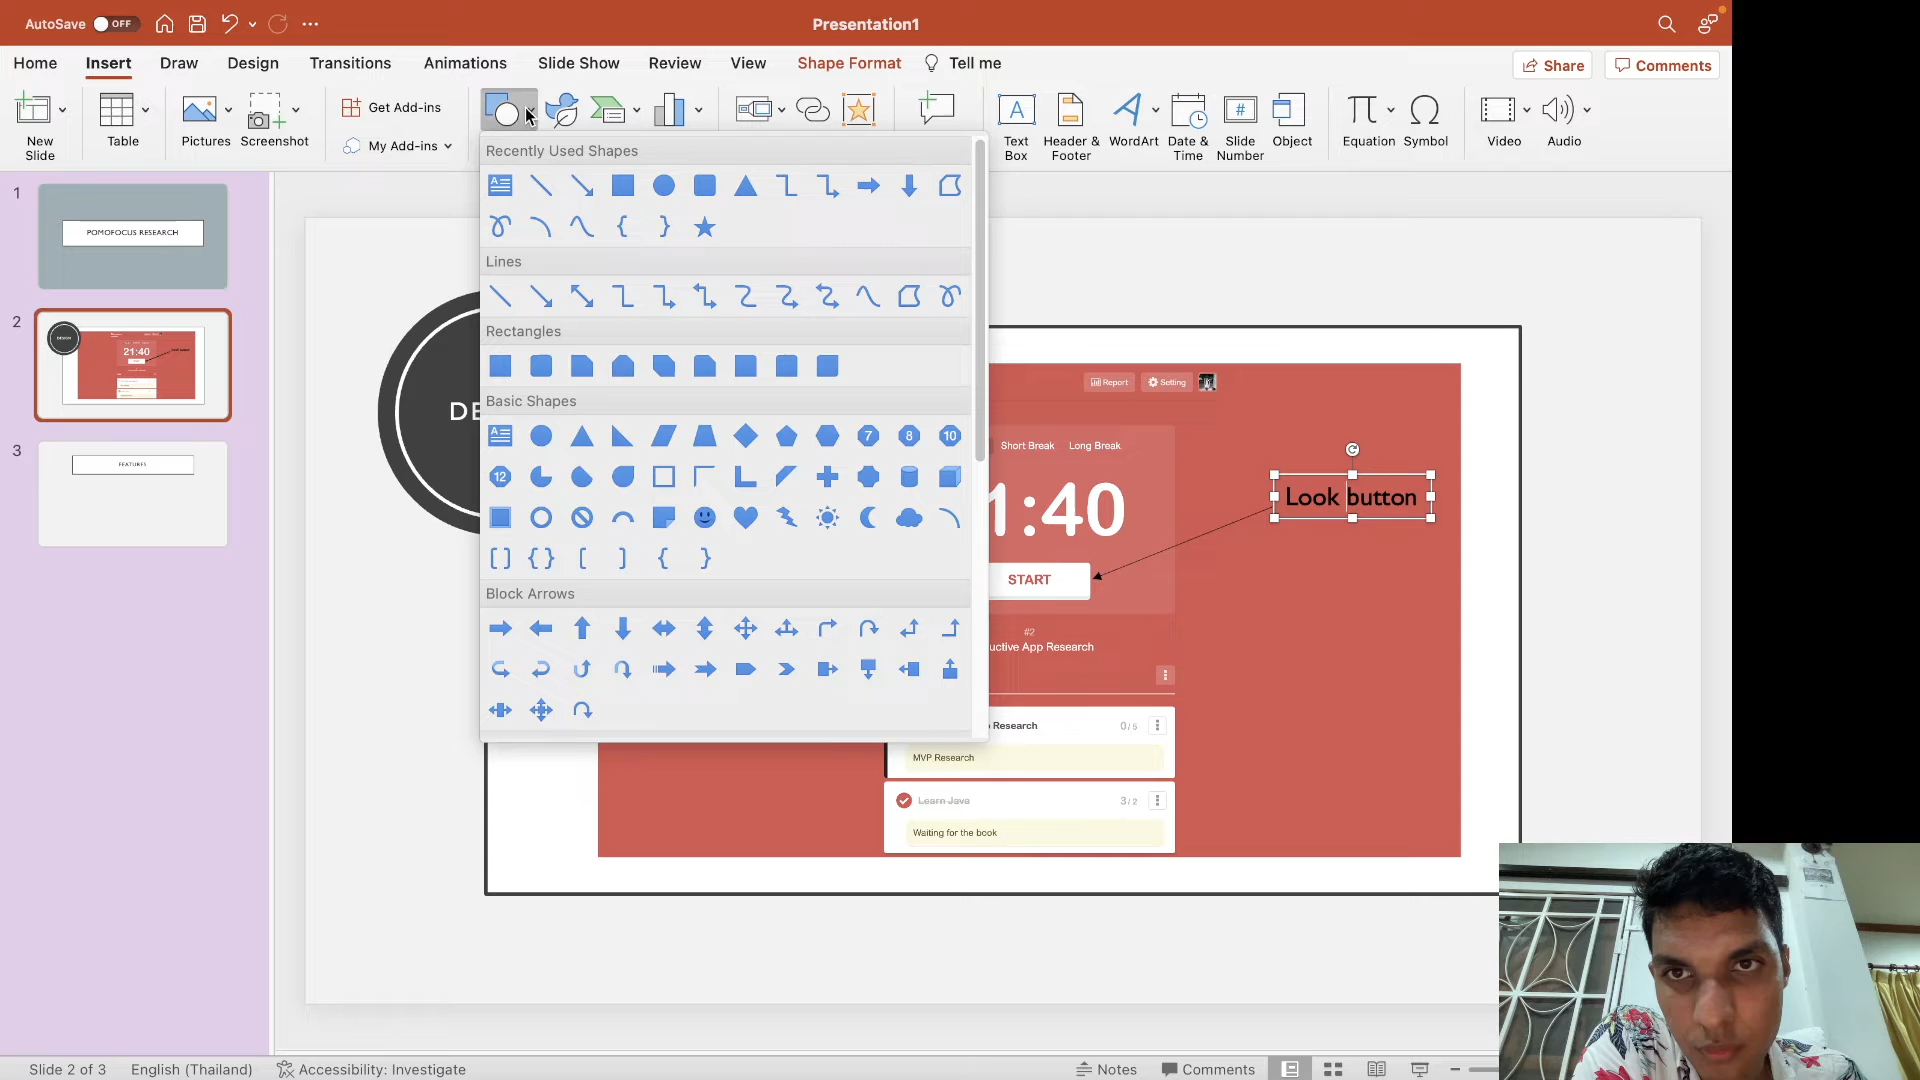 AutoSave OFF
Presentation1
Home Insert Draw Design Transitions Animations Slide Show Review View Shape Format Tell me
Share Comments
New Slide
Table
Pictures
Screenshot
Get Add-ins
My Add-ins
Text Box
Header & Footer
WordArt
Date & Time
Slide Number
Object
Equation
Symbol
Video
Audio
Recently Used Shapes
Lines
Rectangles
Basic Shapes
7 8 10
12
Block Arrows
1
POMOFOCUS RESEARCH
2
DESIGN
21:40
3
FEATURES
DE
Report Setting
Short Break Long Break
1:40
START
#2
uctive App Research
Look button
Research 0/5
MVP Research
Learn Java 3/2
Waiting for the book
Slide 2 of 3 English (Thailand) Accessibility: Investigate
Notes Comments